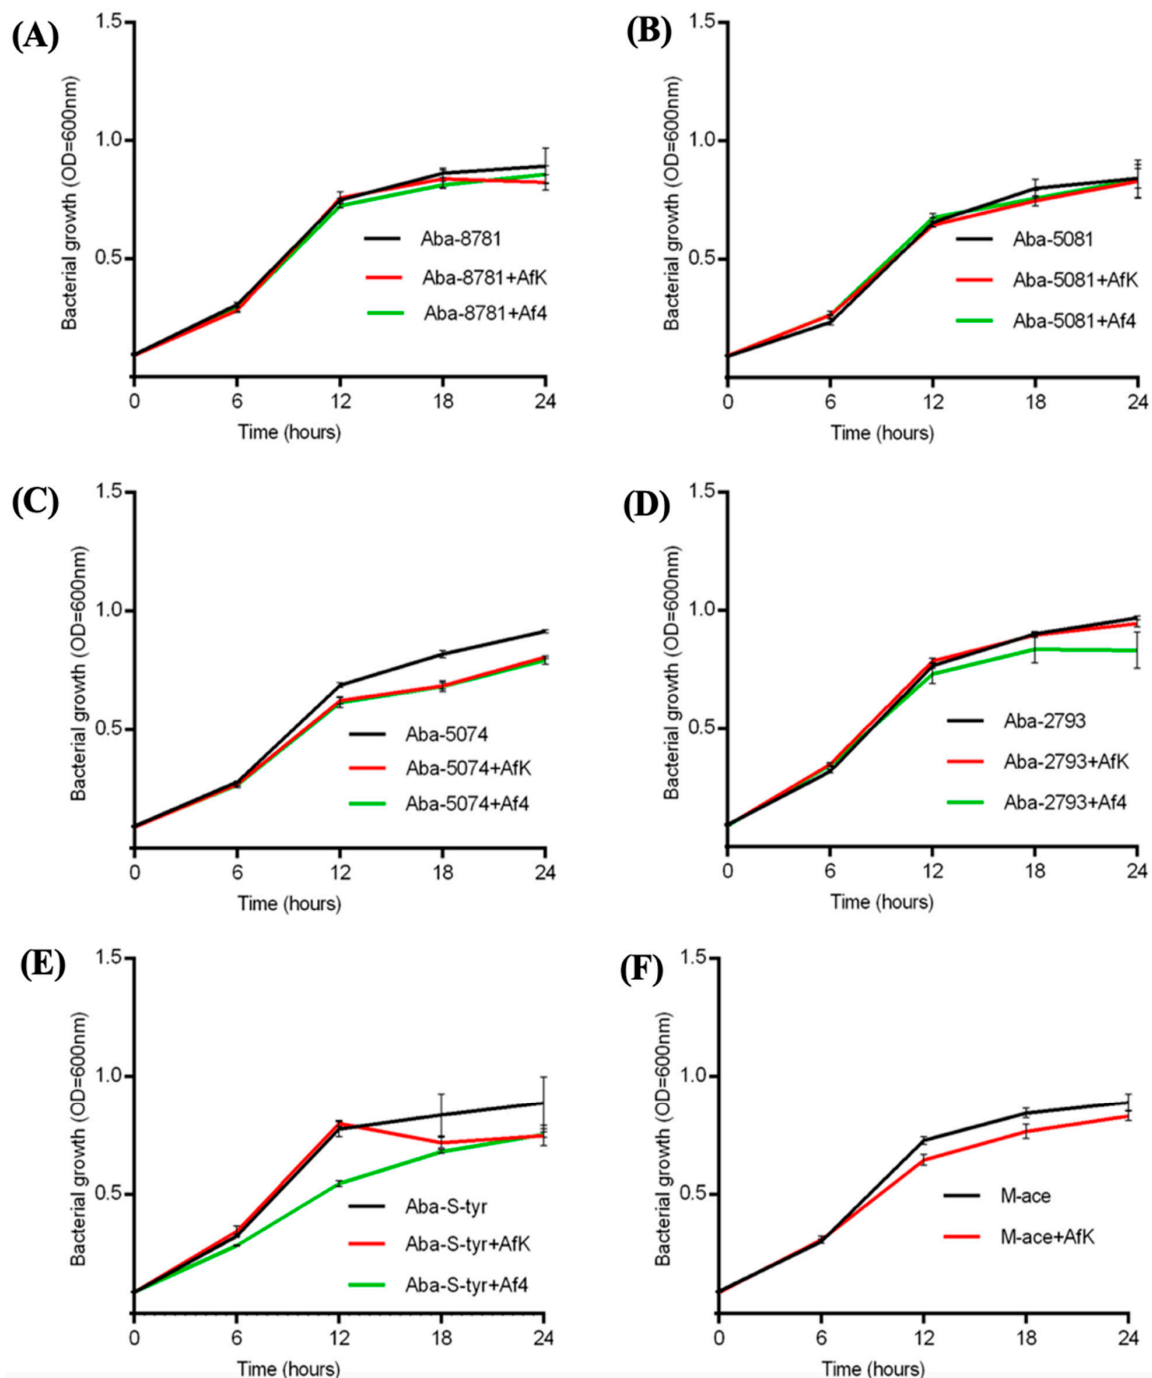 (A)
1.5
1.0
0.5
Bacterial growth (OD=600nm)
Aba-8781
Aba-8781+AfK
Aba-8781+Af4
0 6 12 18 24
Time (hours)
(B)
1.5
1.0
0.5
Bacterial growth (OD=600nm)
Aba-5081
Aba-5081+AfK
Aba-5081+Af4
0 6 12 18 24
Time (hours)
(C)
1.5
1.0
0.5
Bacterial growth (OD=600nm)
Aba-5074
Aba-5074+AfK
Aba-5074+Af4
0 6 12 18 24
Time (hours)
(D)
1.5
1.0
0.5
Bacterial growth (OD=600nm)
Aba-2793
Aba-2793+AfK
Aba-2793+Af4
0 6 12 18 24
Time (hours)
(E)
1.5
1.0
0.5
Bacterial growth (OD=600nm)
Aba-S-tyr
Aba-S-tyr+AfK
Aba-S-tyr+Af4
0 6 12 18 24
Time (hours)
(F)
1.5
1.0
0.5
Bacterial growth (OD=600nm)
M-ace
M-ace+AfK
0 6 12 18 24
Time (hours)